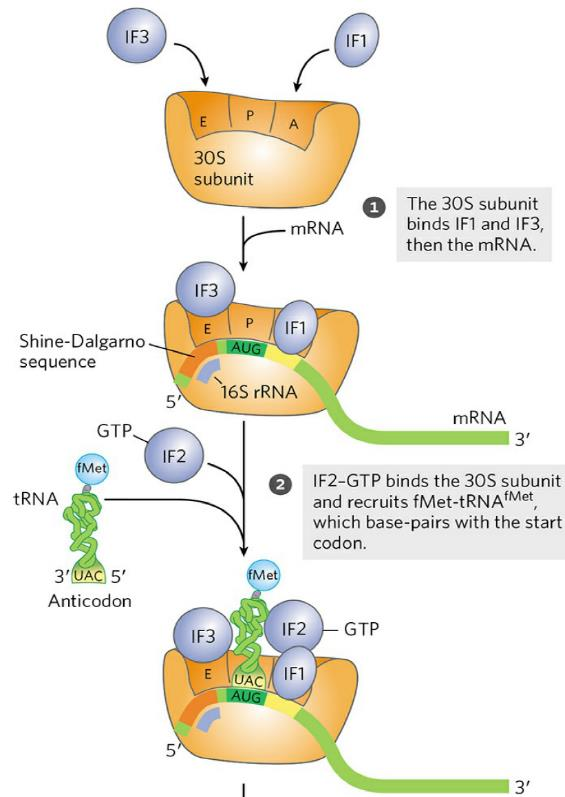 IF3
IF1
E P A
30S
subunit
1 The 30S subunit
binds IF1 and IF3,
then the mRNA.
mRNA
IF3
E P IF1
Shine-Dalgarno
sequence
AUG
16S rRNA
5′
mRNA
3′
GTP
IF2
2 IF2–GTP binds the 30S subunit
and recruits fMet-tRNAfMet,
which base-pairs with the start
codon.
fMet
tRNA
3′ UAC 5′
Anticodon
fMet
IF3 IF2 GTP
E IF1
UAC
AUG
5′
3′